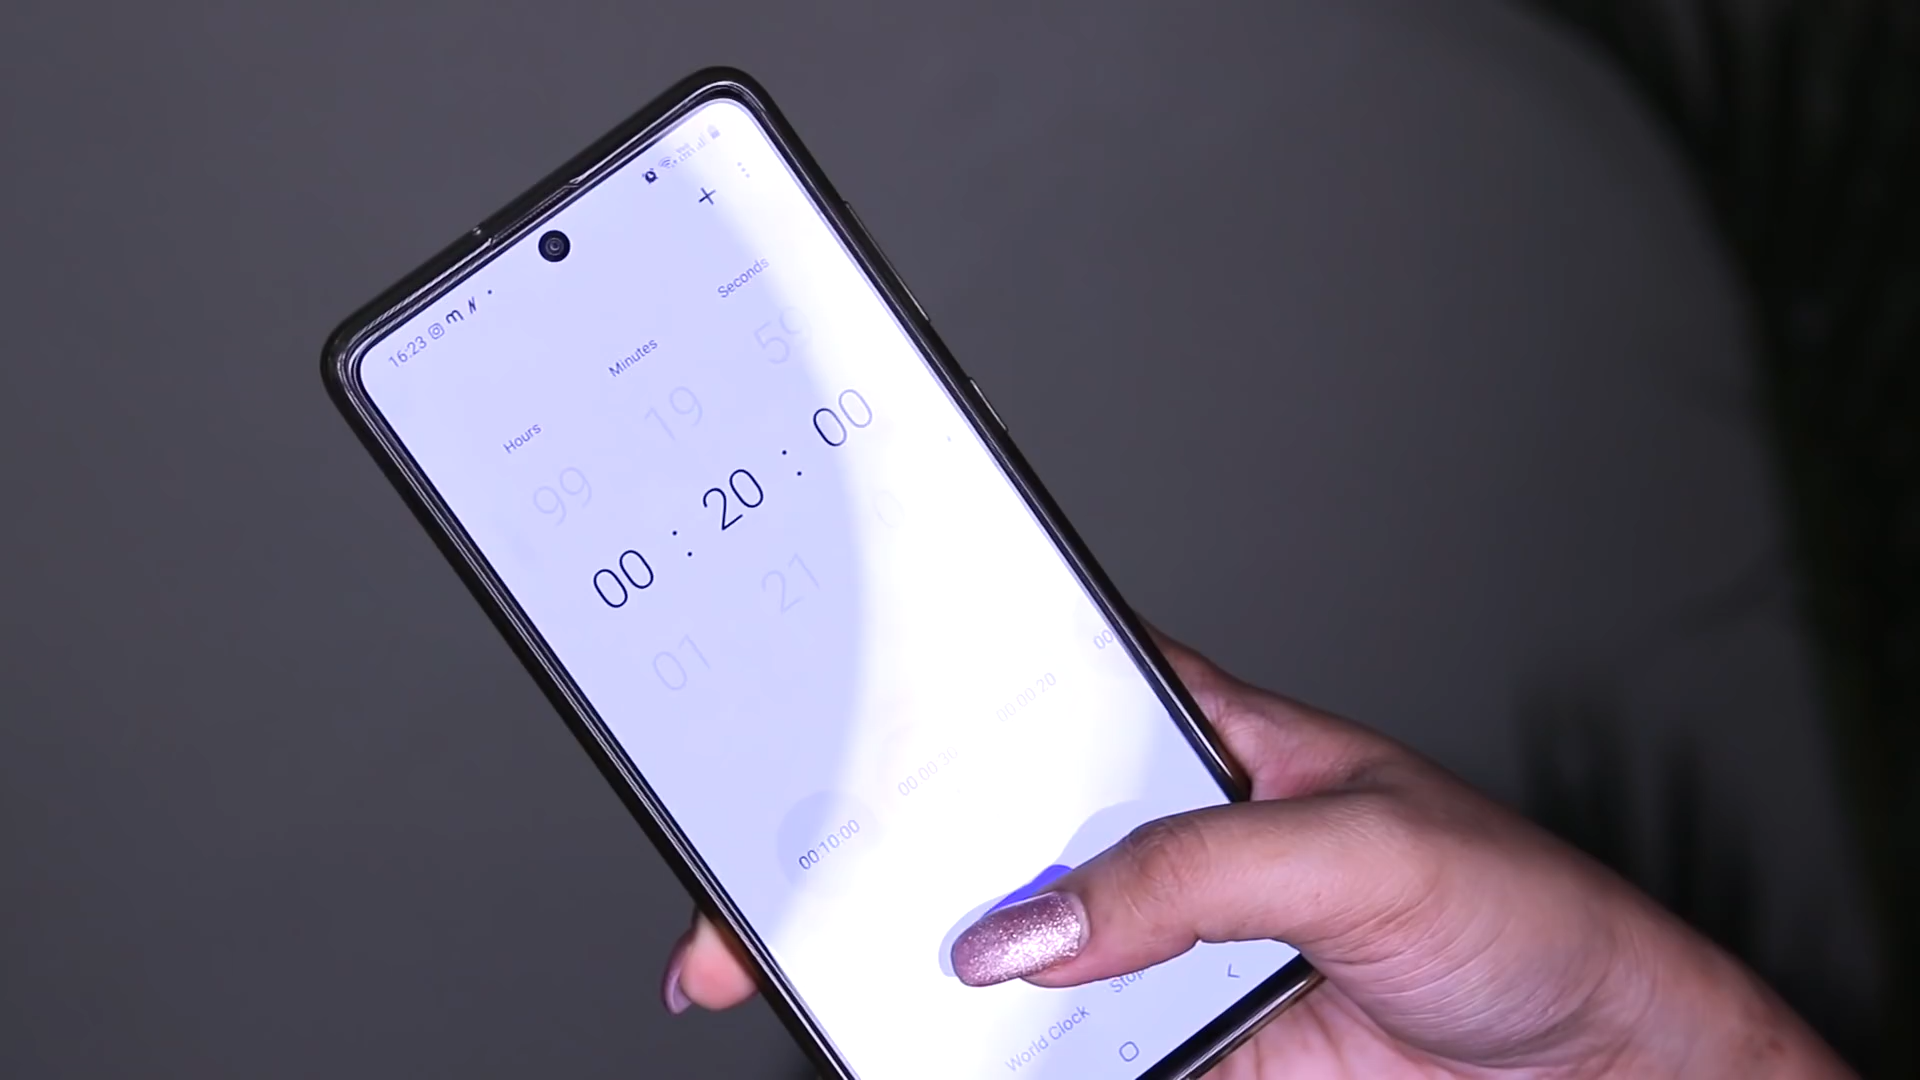 16:23
Hours Minutes Seconds
99 19 59
00 : 20 : 00
01 21
00:10:00 00:00:30 00:00:20
World Clock